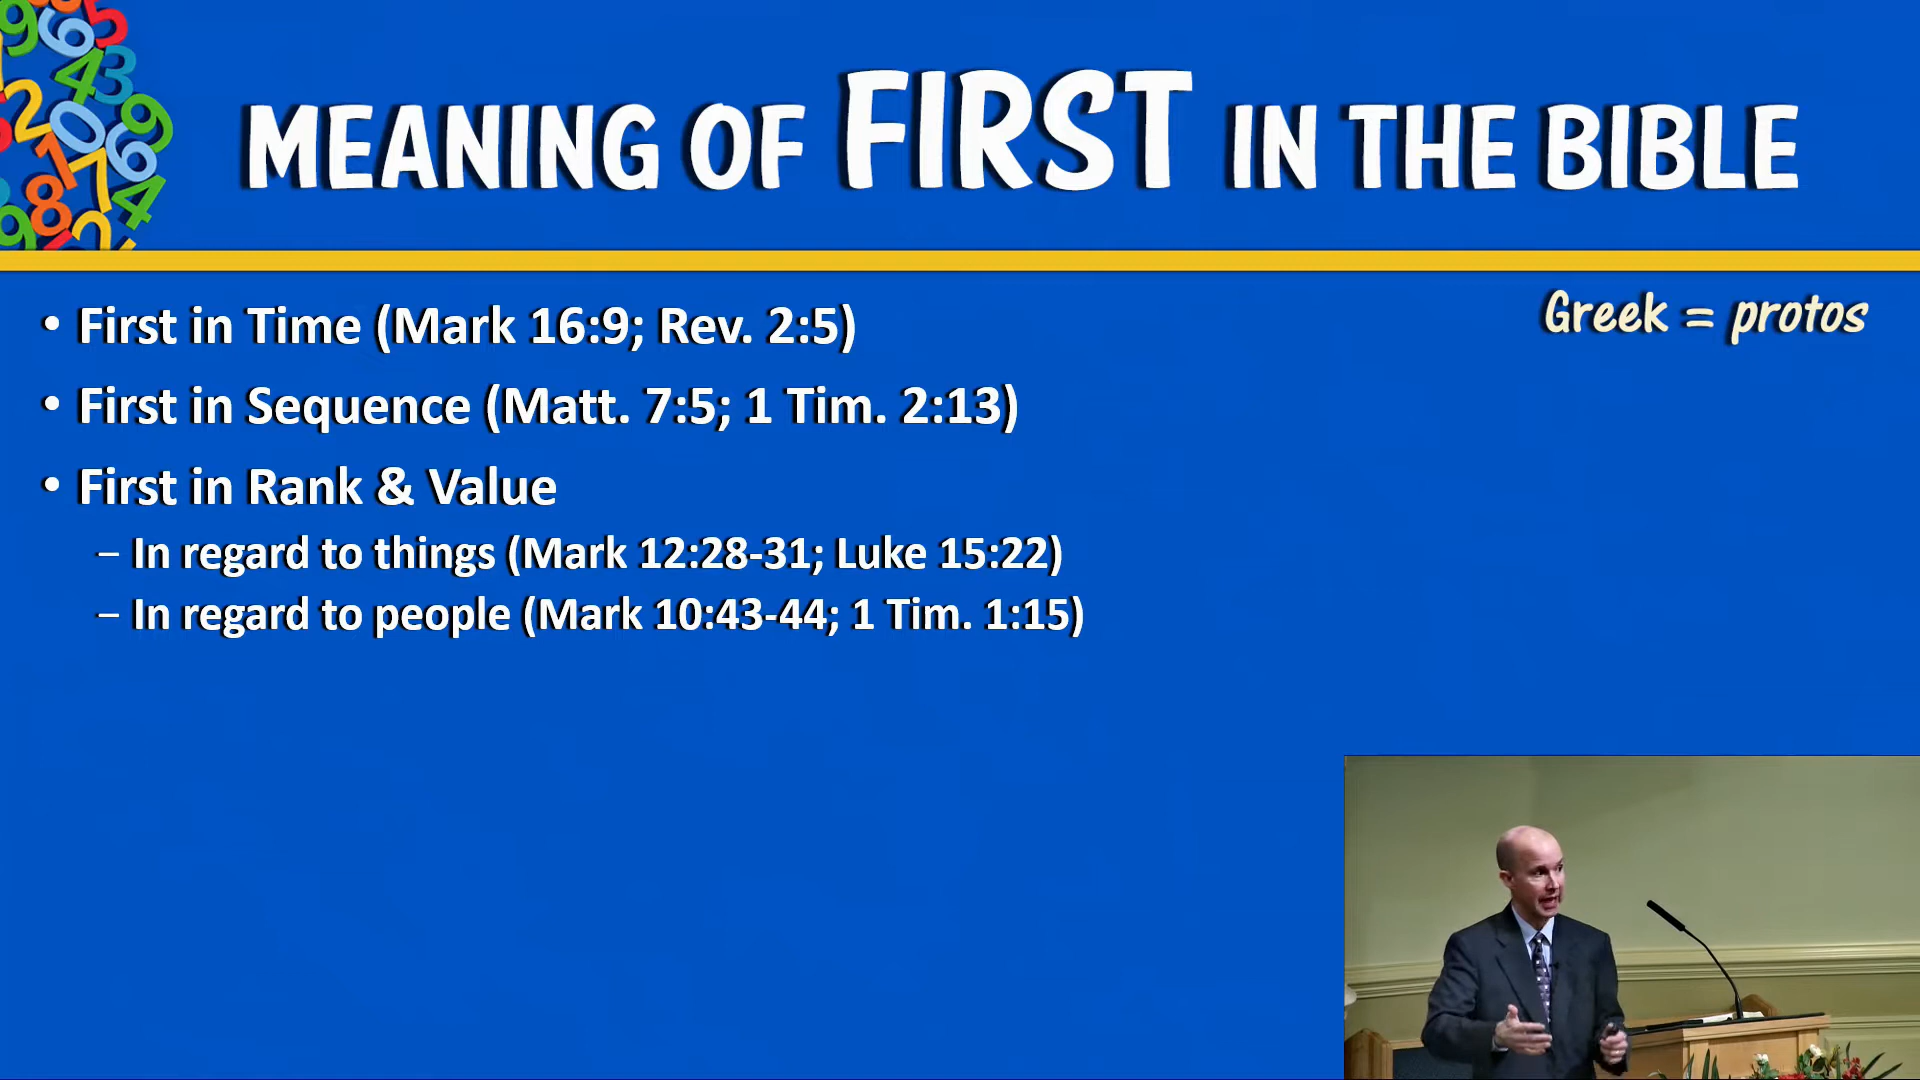 MEANING OF FIRST IN THE BIBLE
Greek = protos
• First in Time (Mark 16:9; Rev. 2:5)
• First in Sequence (Matt. 7:5; 1 Tim. 2:13)
• First in Rank & Value
– In regard to things (Mark 12:28-31; Luke 15:22)
– In regard to people (Mark 10:43-44; 1 Tim. 1:15)